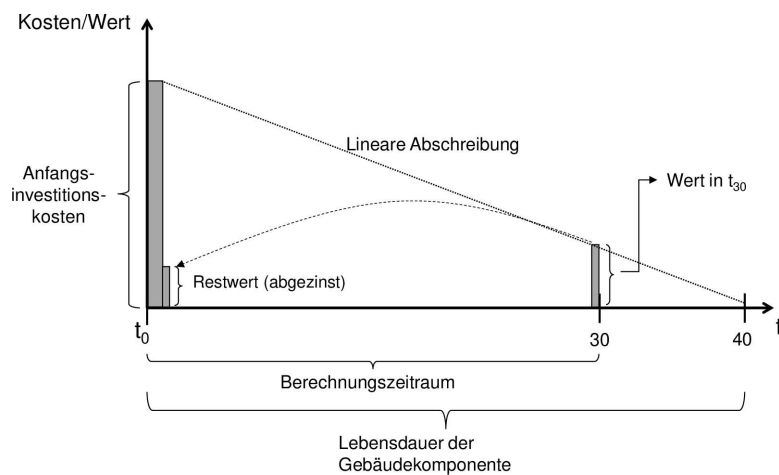 Kosten/Wert
Lineare Abschreibung
Anfangs-
investitions-
kosten
Wert in t30
Restwert (abgezinst)
t0
30
40
t
Berechnungszeitraum
Lebensdauer der
Gebäudekomponente